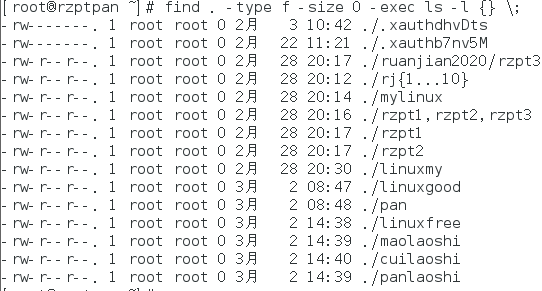 [root@rzptpan ~]# find . -type f -size 0 -exec ls -l {} \;
-rw-------. 1 root root 0 2月 3 10:42 ./.xauthdhvDts
-rw-------. 1 root root 0 2月 22 11:21 ./.xauthb7nv5M
-rw-r--r--. 1 root root 0 2月 28 20:17 ./ruanjian2020/rzpt3
-rw-r--r--. 1 root root 0 2月 28 20:12 ./rj{1...10}
-rw-r--r--. 1 root root 0 2月 28 20:14 ./mylinux
-rw-r--r--. 1 root root 0 2月 28 20:16 ./rzpt1,rzpt2,rzpt3
-rw-r--r--. 1 root root 0 2月 28 20:17 ./rzpt1
-rw-r--r--. 1 root root 0 2月 28 20:17 ./rzpt2
-rw-r--r--. 1 root root 0 2月 28 20:30 ./linuxmy
-rw-r--r--. 1 root root 0 3月 2 08:47 ./linuxgood
-rw-r--r--. 1 root root 0 3月 2 08:48 ./pan
-rw-r--r--. 1 root root 0 3月 2 14:38 ./linuxfree
-rw-r--r--. 1 root root 0 3月 2 14:39 ./maolaoshi
-rw-r--r--. 1 root root 0 3月 2 14:40 ./cuilaoshi
-rw-r--r--. 1 root root 0 3月 2 14:39 ./panlaoshi